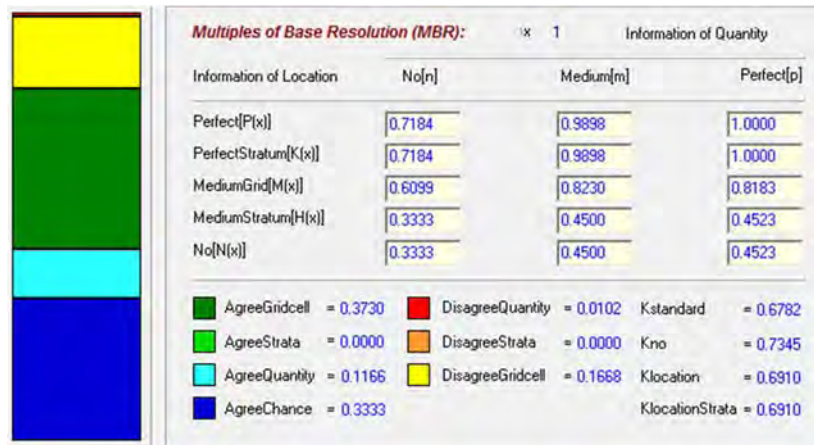 Multiples of Base Resolution (MBR): x 1 Information of Quantity
Information of Location No[n] Medium[m] Perfect[p]
Perfect[P(x)] 0.7184 0.9898 1.0000
PerfectStratum[K(x)] 0.7184 0.9898 1.0000
MediumGrid[M(x)] 0.6099 0.8230 0.8183
MediumStratum[H(x)] 0.3333 0.4500 0.4523
No[N(x)] 0.3333 0.4500 0.4523
AgreeGridcell = 0.3730 DisagreeQuantity = 0.0102 Kstandard = 0.6782
AgreeStrata = 0.0000 DisagreeStrata = 0.0000 Kno = 0.7345
AgreeQuantity = 0.1166 DisagreeGridcell = 0.1668 Klocation = 0.6910
AgreeChance = 0.3333 KlocationStrata = 0.6910